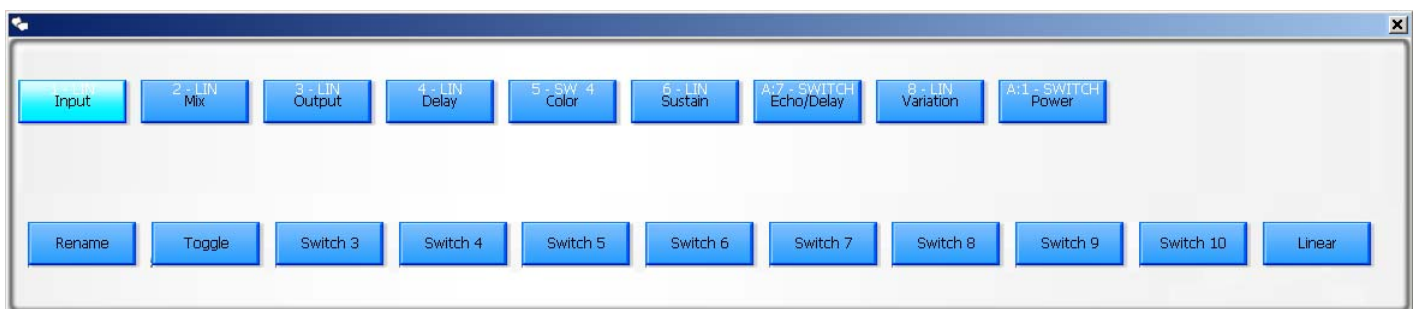 1 - LIN 2 - LIN 3 - LIN 4 - LIN 5 - SW 4 6 - LIN A:7 - SWITCH 8 - LIN A:1 - SWITCH
Input Mix Output Delay Color Sustain Echo/Delay Variation Power
Rename Toggle Switch 3 Switch 4 Switch 5 Switch 6 Switch 7 Switch 8 Switch 9 Switch 10 Linear